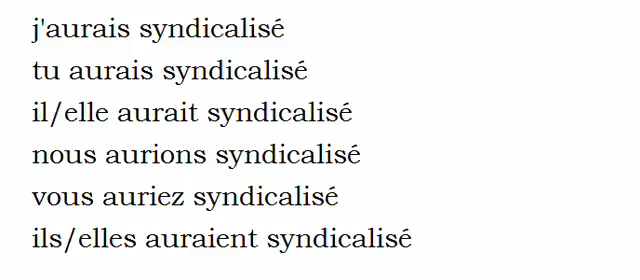 j'aurais syndicalisé
tu aurais syndicalisé
il/elle aurait syndicalisé
nous aurions syndicalisé
vous auriez syndicalisé
ils/elles auraient syndicalisé